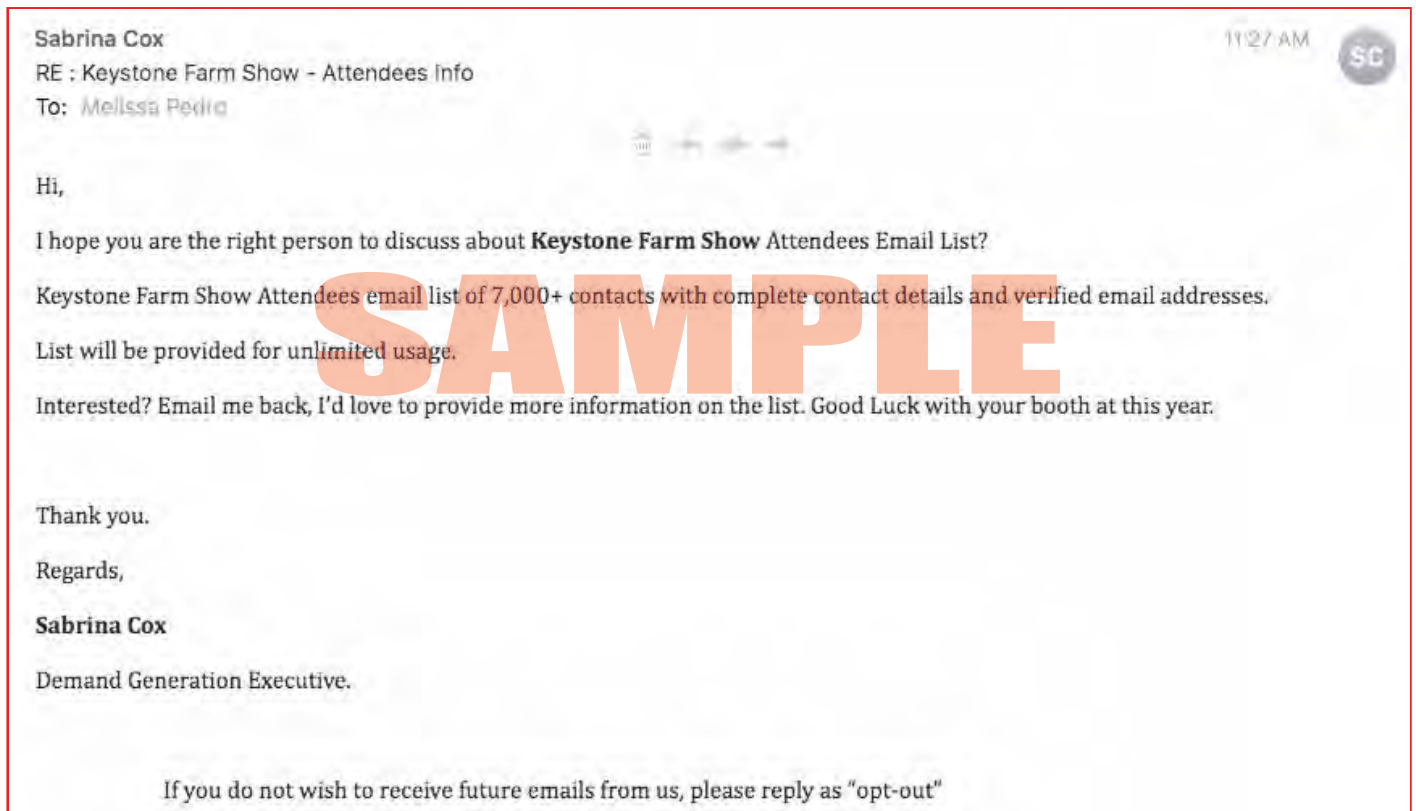 Sabrina Cox
11:27 AM
SC
RE : Keystone Farm Show - Attendees Info
To: Melissa Pedro
Hi,
I hope you are the right person to discuss about Keystone Farm Show Attendees Email List?
Keystone Farm Show Attendees email list of 7,000+ contacts with complete contact details and verified email addresses.
List will be provided for unlimited usage.
Interested? Email me back, I'd love to provide more information on the list. Good Luck with your booth at this year.
SAMPLE
Thank you.
Regards,
Sabrina Cox
Demand Generation Executive.
If you do not wish to receive future emails from us, please reply as "opt-out"